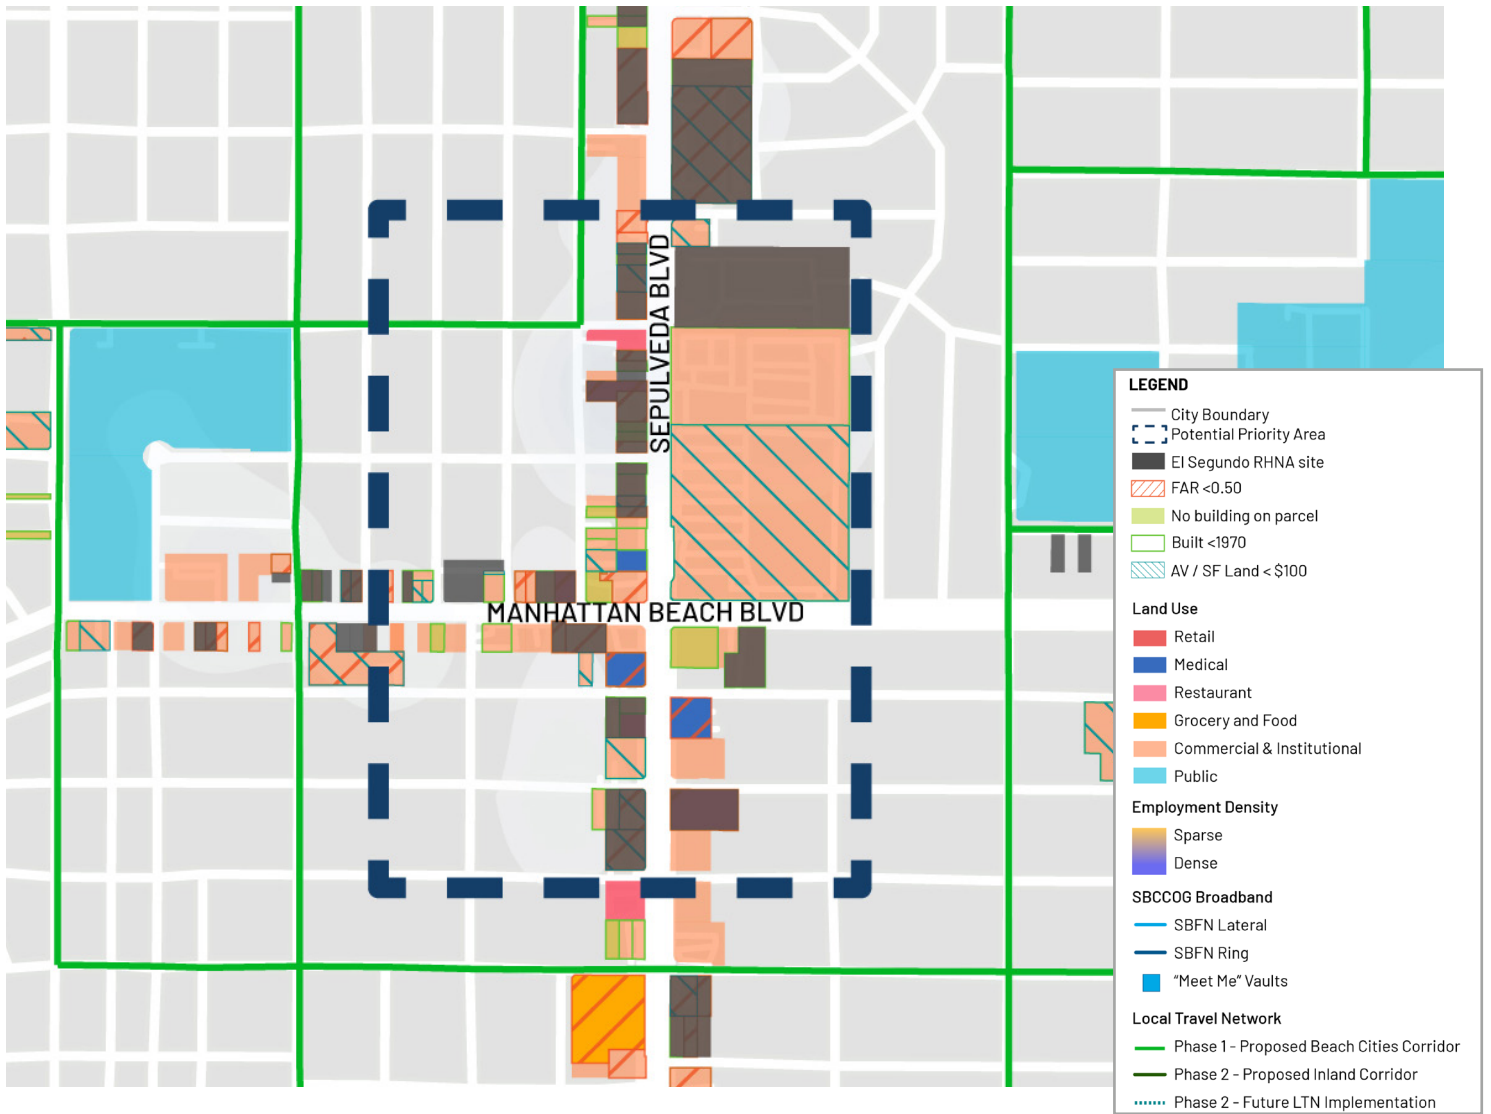 SEPULVEDA BLVD
MANHATTAN BEACH BLVD
LEGEND
City Boundary
Potential Priority Area
El Segundo RHNA site
FAR <0.50
No building on parcel
Built <1970
AV / SF Land < $100
Land Use
Retail
Medical
Restaurant
Grocery and Food
Commercial & Institutional
Public
Employment Density
Sparse
Dense
SBCCOG Broadband
SBFN Lateral
SBFN Ring
“Meet Me” Vaults
Local Travel Network
Phase 1 - Proposed Beach Cities Corridor
Phase 2 - Proposed Inland Corridor
Phase 2 - Future LTN Implementation